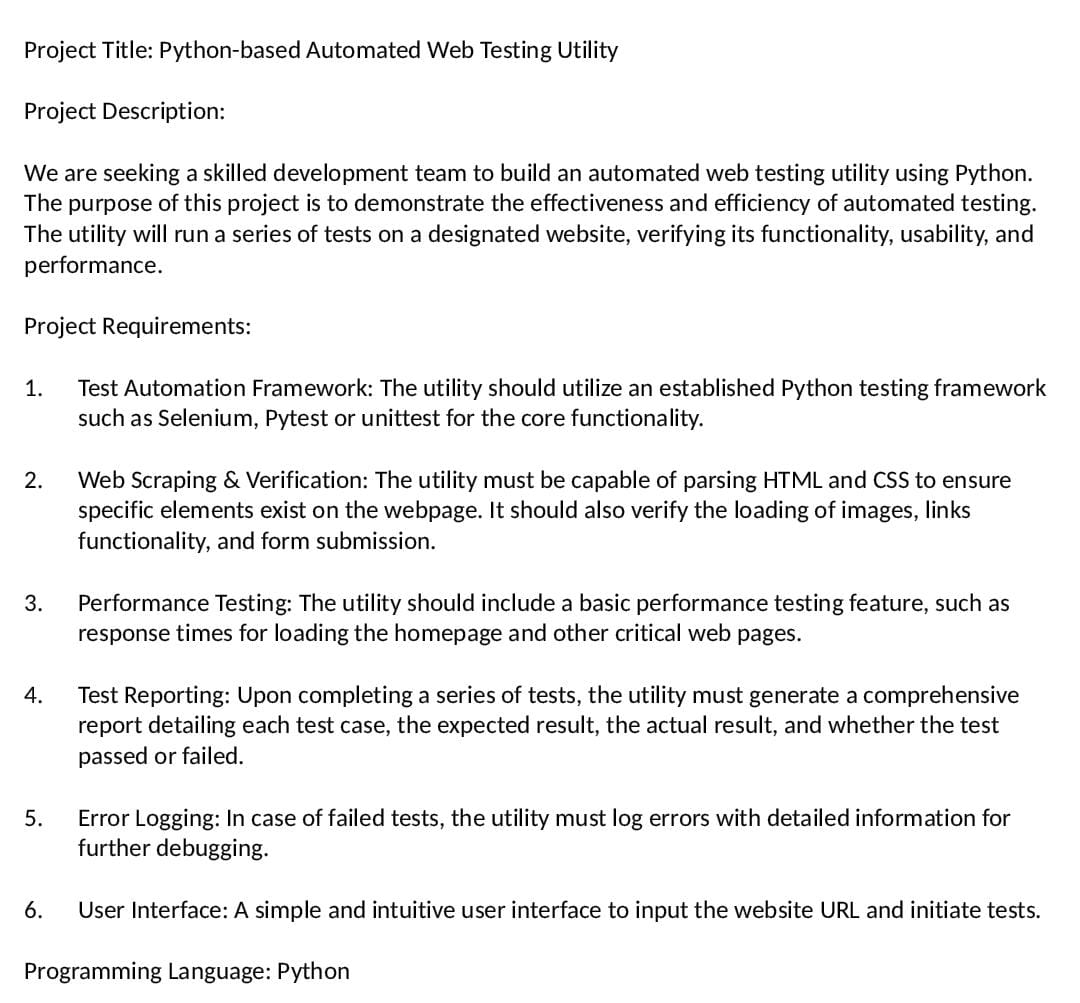 Project Title: Python-based Automated Web Testing Utility
Project Description:
We are seeking a skilled development team to build an automated web testing utility using Python.
The purpose of this project is to demonstrate the effectiveness and efficiency of automated testing.
The utility will run a series of tests on a designated website, verifying its functionality, usability, and
performance.
Project Requirements:
1. Test Automation Framework: The utility should utilize an established Python testing framework
such as Selenium, Pytest or unittest for the core functionality.
2. Web Scraping & Verification: The utility must be capable of parsing HTML and CSS to ensure
specific elements exist on the webpage. It should also verify the loading of images, links
functionality, and form submission.
3. Performance Testing: The utility should include a basic performance testing feature, such as
response times for loading the homepage and other critical web pages.
4. Test Reporting: Upon completing a series of tests, the utility must generate a comprehensive
report detailing each test case, the expected result, the actual result, and whether the test
passed or failed.
5. Error Logging: In case of failed tests, the utility must log errors with detailed information for
further debugging.
6. User Interface: A simple and intuitive user interface to input the website URL and initiate tests.
Programming Language: Python